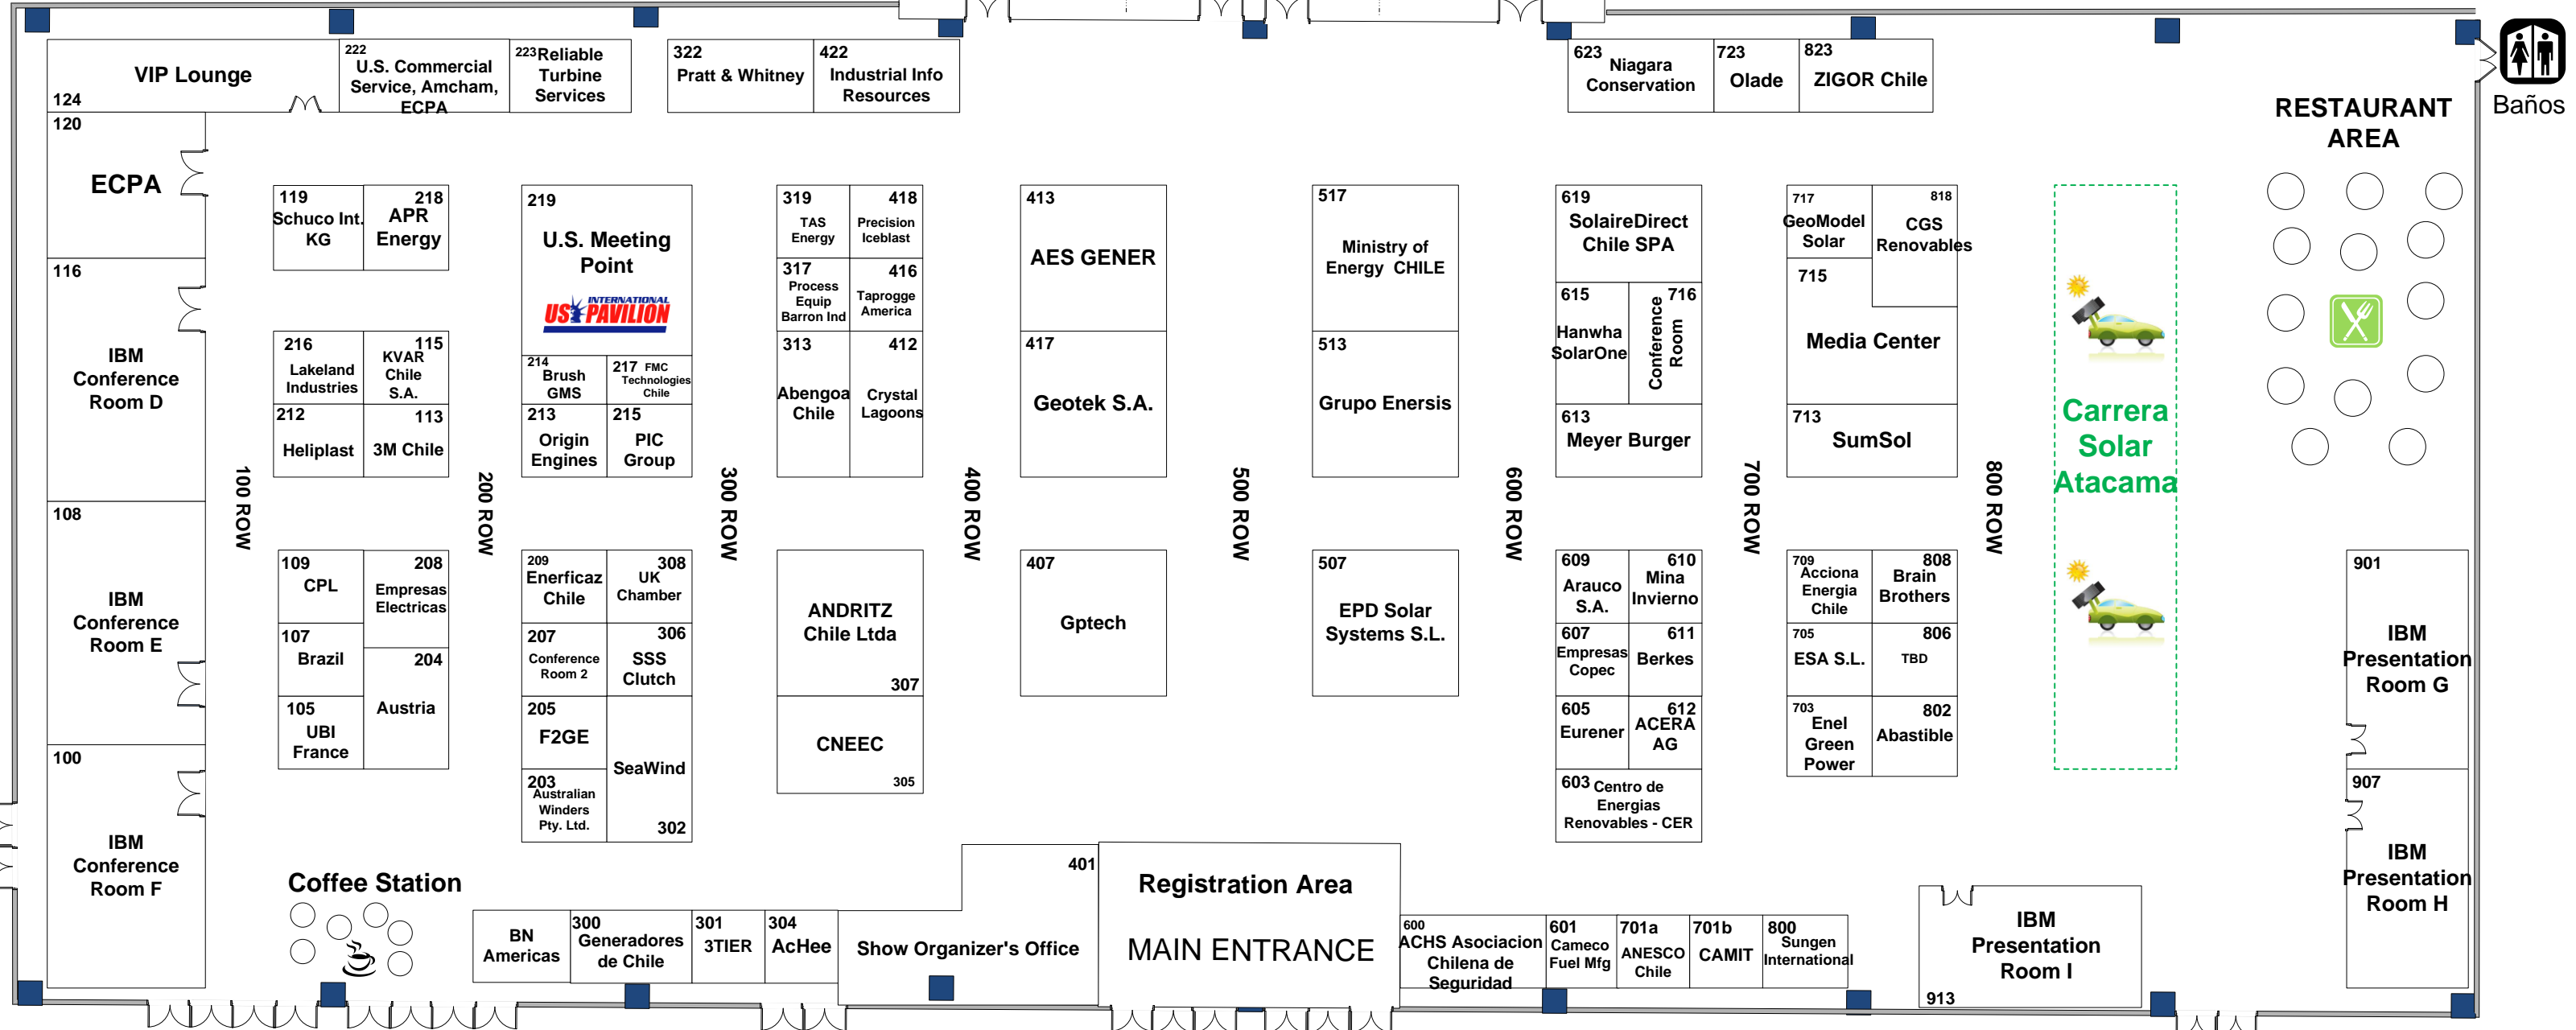 VIP Lounge
124
222
U.S. Commercial
Service, Amcham,
ECPA
223
Reliable
Turbine
Services
322
Pratt & Whitney
422
Industrial Info
Resources
623
Niagara
Conservation
723
Olade
823
ZIGOR Chile
Baños
RESTAURANT
AREA
120
ECPA
116
IBM
Conference
Room D
108
IBM
Conference
Room E
100
IBM
Conference
Room F
119
Schuco Int.
KG
218
APR
Energy
216
Lakeland
Industries
115
KVAR
Chile
S.A.
212
Heliplast
113
3M Chile
100 ROW
109
CPL
208
Empresas
Electricas
107
Brazil
204
Austria
105
UBI
France
200 ROW
219
U.S. Meeting
Point
INTERNATIONAL
US PAVILION
214
Brush
GMS
217 FMC
Technologies
Chile
213
Origin
Engines
215
PIC
Group
209
Enerficaz
Chile
308
UK
Chamber
207
Conference
Room 2
306
SSS
Clutch
205
F2GE
203
Australian
Winders
Pty. Ltd.
SeaWind
302
300 ROW
319
TAS
Energy
418
Precision
Iceblast
317
Process
Equip
Barron Ind
416
Taprogge
America
313
Abengoa
Chile
412
Crystal
Lagoons
ANDRITZ
Chile Ltda
307
CNEEC
305
400 ROW
413
AES GENER
417
Geotek S.A.
407
Gptech
500 ROW
517
Ministry of
Energy CHILE
513
Grupo Enersis
507
EPD Solar
Systems S.L.
600 ROW
619
SolaireDirect
Chile SPA
615
Hanwha
SolarOne
716
Conference
Room
613
Meyer Burger
609
Arauco
S.A.
610
Mina
Invierno
607
Empresas
Copec
611
Berkes
605
Eurener
612
ACERA
AG
603 Centro de
Energias
Renovables - CER
700 ROW
717
GeoModel
Solar
818
CGS
Renovables
715
Media Center
713
SumSol
709
Acciona
Energia
Chile
808
Brain
Brothers
705
ESA S.L.
806
TBD
703
Enel
Green
Power
802
Abastible
800 ROW
Carrera
Solar
Atacama
901
IBM
Presentation
Room G
907
IBM
Presentation
Room H
Coffee Station
BN
Americas
300
Generadores
de Chile
301
3TIER
304
AcHee
401
Show Organizer's Office
Registration Area
MAIN ENTRANCE
600
ACHS Asociacion
Chilena de
Seguridad
601
Cameco
Fuel Mfg
701a
ANESCO
Chile
701b
CAMIT
800
Sungen
International
IBM
Presentation
Room I
913